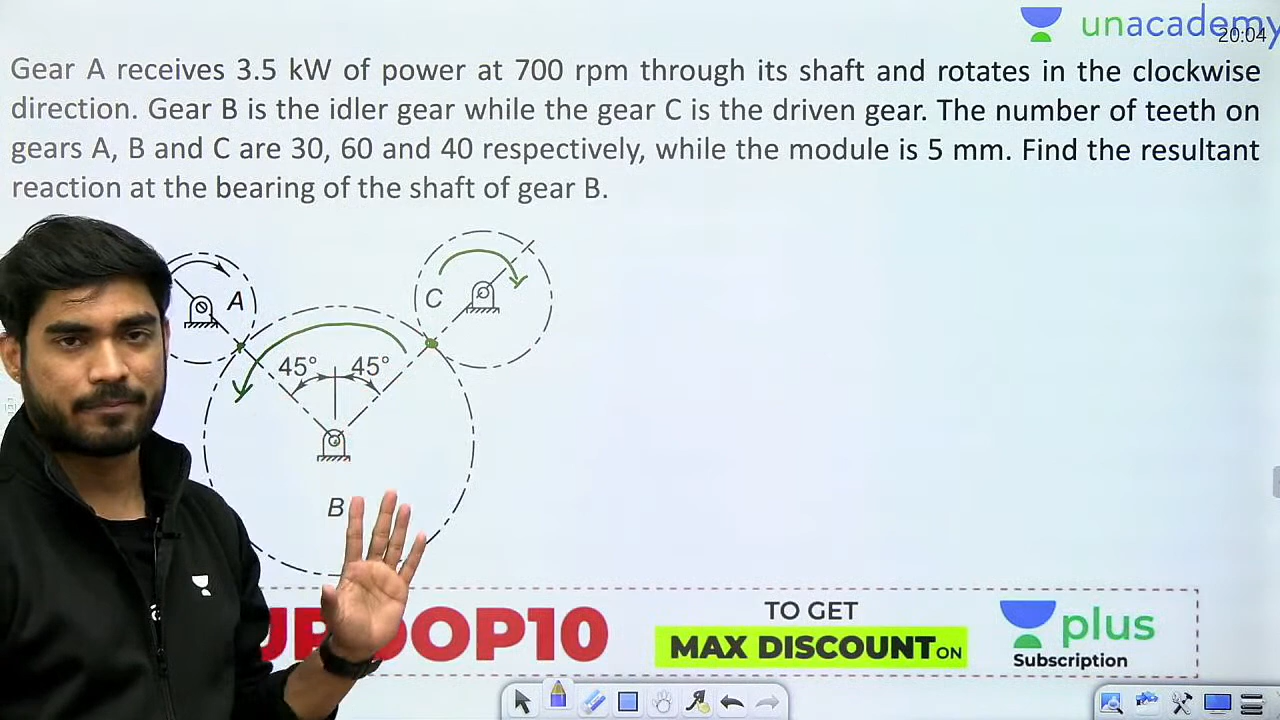 unacademy
20:04
Gear A receives 3.5 kW of power at 700 rpm through its shaft and rotates in the clockwise
direction. Gear B is the idler gear while the gear C is the driven gear. The number of teeth on
gears A, B and C are 30, 60 and 40 respectively, while the module is 5 mm. Find the resultant
reaction at the bearing of the shaft of gear B.
A
C
45° 45°
B
TO GET
MAX DISCOUNT ON
plus
Subscription